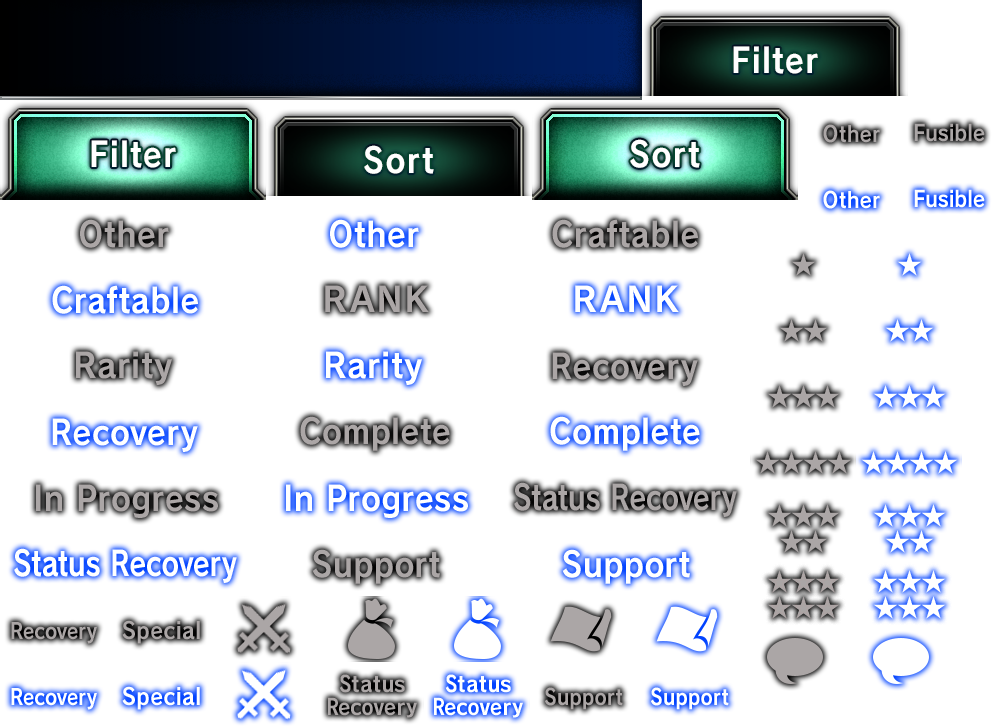 Filter
Filter
Sort
Sort
Other
Fusible
Other
Fusible
Other
Other
Craftable
Craftable
RANK
RANK
Rarity
Rarity
Recovery
Recovery
Complete
Complete
In Progress
In Progress
Status Recovery
Status Recovery
Support
Support
Recovery
Special
Recovery
Special
Status
Recovery
Status
Recovery
Support
Support